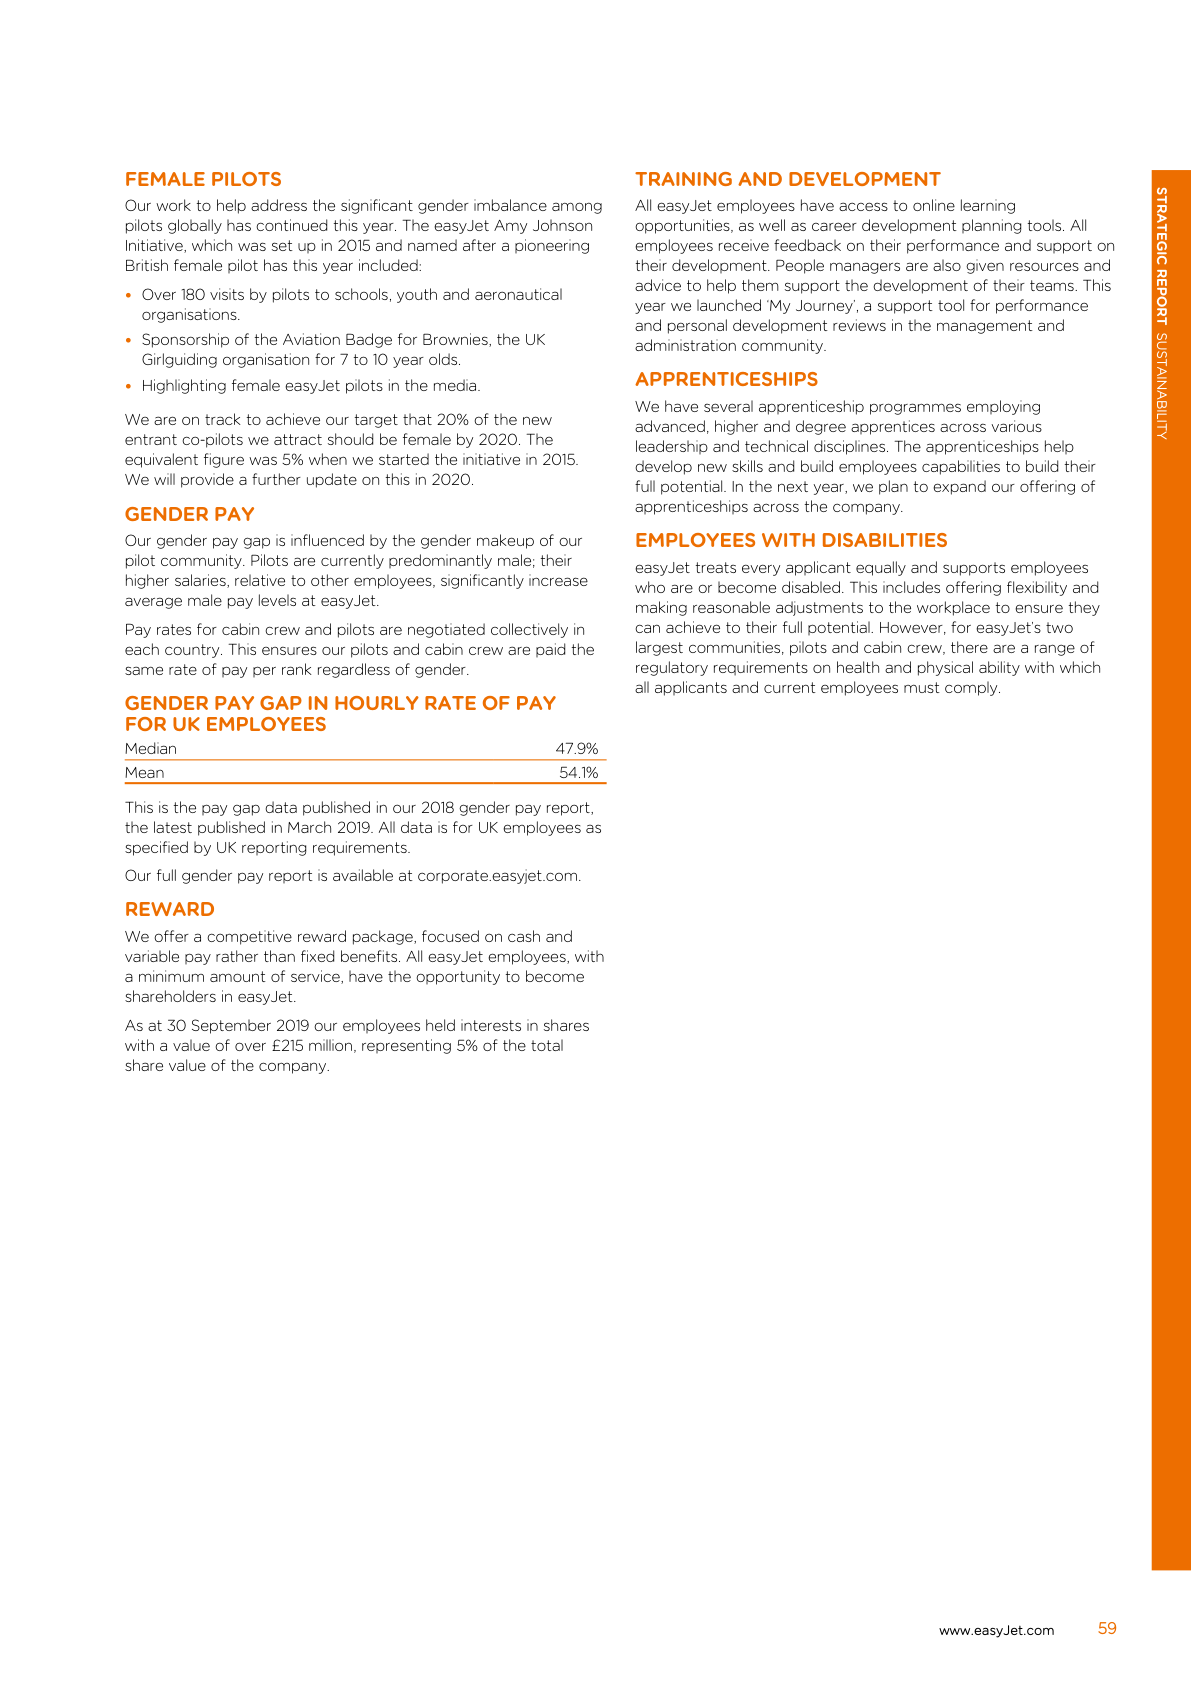 FEMALE PILOTS
Our work to help address the significant gender imbalance among
pilots globally has continued this year. The easyJet Amy Johnson
Initiative, which was set up in 2015 and named after a pioneering
British female pilot has this year included:
• Over 180 visits by pilots to schools, youth and aeronautical
organisations.
• Sponsorship of the Aviation Badge for Brownies, the UK
Girlguiding organisation for 7 to 10 year olds.
• Highlighting female easyJet pilots in the media.
We are on track to achieve our target that 20% of the new
entrant co-pilots we attract should be female by 2020. The
equivalent figure was 5% when we started the initiative in 2015.
We will provide a further update on this in 2020.
GENDER PAY
Our gender pay gap is influenced by the gender makeup of our
pilot community. Pilots are currently predominantly male; their
higher salaries, relative to other employees, significantly increase
average male pay levels at easyJet.
Pay rates for cabin crew and pilots are negotiated collectively in
each country. This ensures our pilots and cabin crew are paid the
same rate of pay per rank regardless of gender.
GENDER PAY GAP IN HOURLY RATE OF PAY
FOR UK EMPLOYEES
Median 47.9%
Mean 54.1%
This is the pay gap data published in our 2018 gender pay report,
the latest published in March 2019. All data is for UK employees as
specified by UK reporting requirements.
Our full gender pay report is available at corporate.easyjet.com.
REWARD
We offer a competitive reward package, focused on cash and
variable pay rather than fixed benefits. All easyJet employees, with
a minimum amount of service, have the opportunity to become
shareholders in easyJet.
As at 30 September 2019 our employees held interests in shares
with a value of over £215 million, representing 5% of the total
share value of the company.
TRAINING AND DEVELOPMENT
All easyJet employees have access to online learning
opportunities, as well as career development planning tools. All
employees receive feedback on their performance and support on
their development. People managers are also given resources and
advice to help them support the development of their teams. This
year we launched ‘My Journey’, a support tool for performance
and personal development reviews in the management and
administration community.
APPRENTICESHIPS
We have several apprenticeship programmes employing
advanced, higher and degree apprentices across various
leadership and technical disciplines. The apprenticeships help
develop new skills and build employees capabilities to build their
full potential. In the next year, we plan to expand our offering of
apprenticeships across the company.
EMPLOYEES WITH DISABILITIES
easyJet treats every applicant equally and supports employees
who are or become disabled. This includes offering flexibility and
making reasonable adjustments to the workplace to ensure they
can achieve to their full potential. However, for easyJet’s two
largest communities, pilots and cabin crew, there are a range of
regulatory requirements on health and physical ability with which
all applicants and current employees must comply.
STRATEGIC REPORT SUSTAINABILITY
www.easyJet.com 59